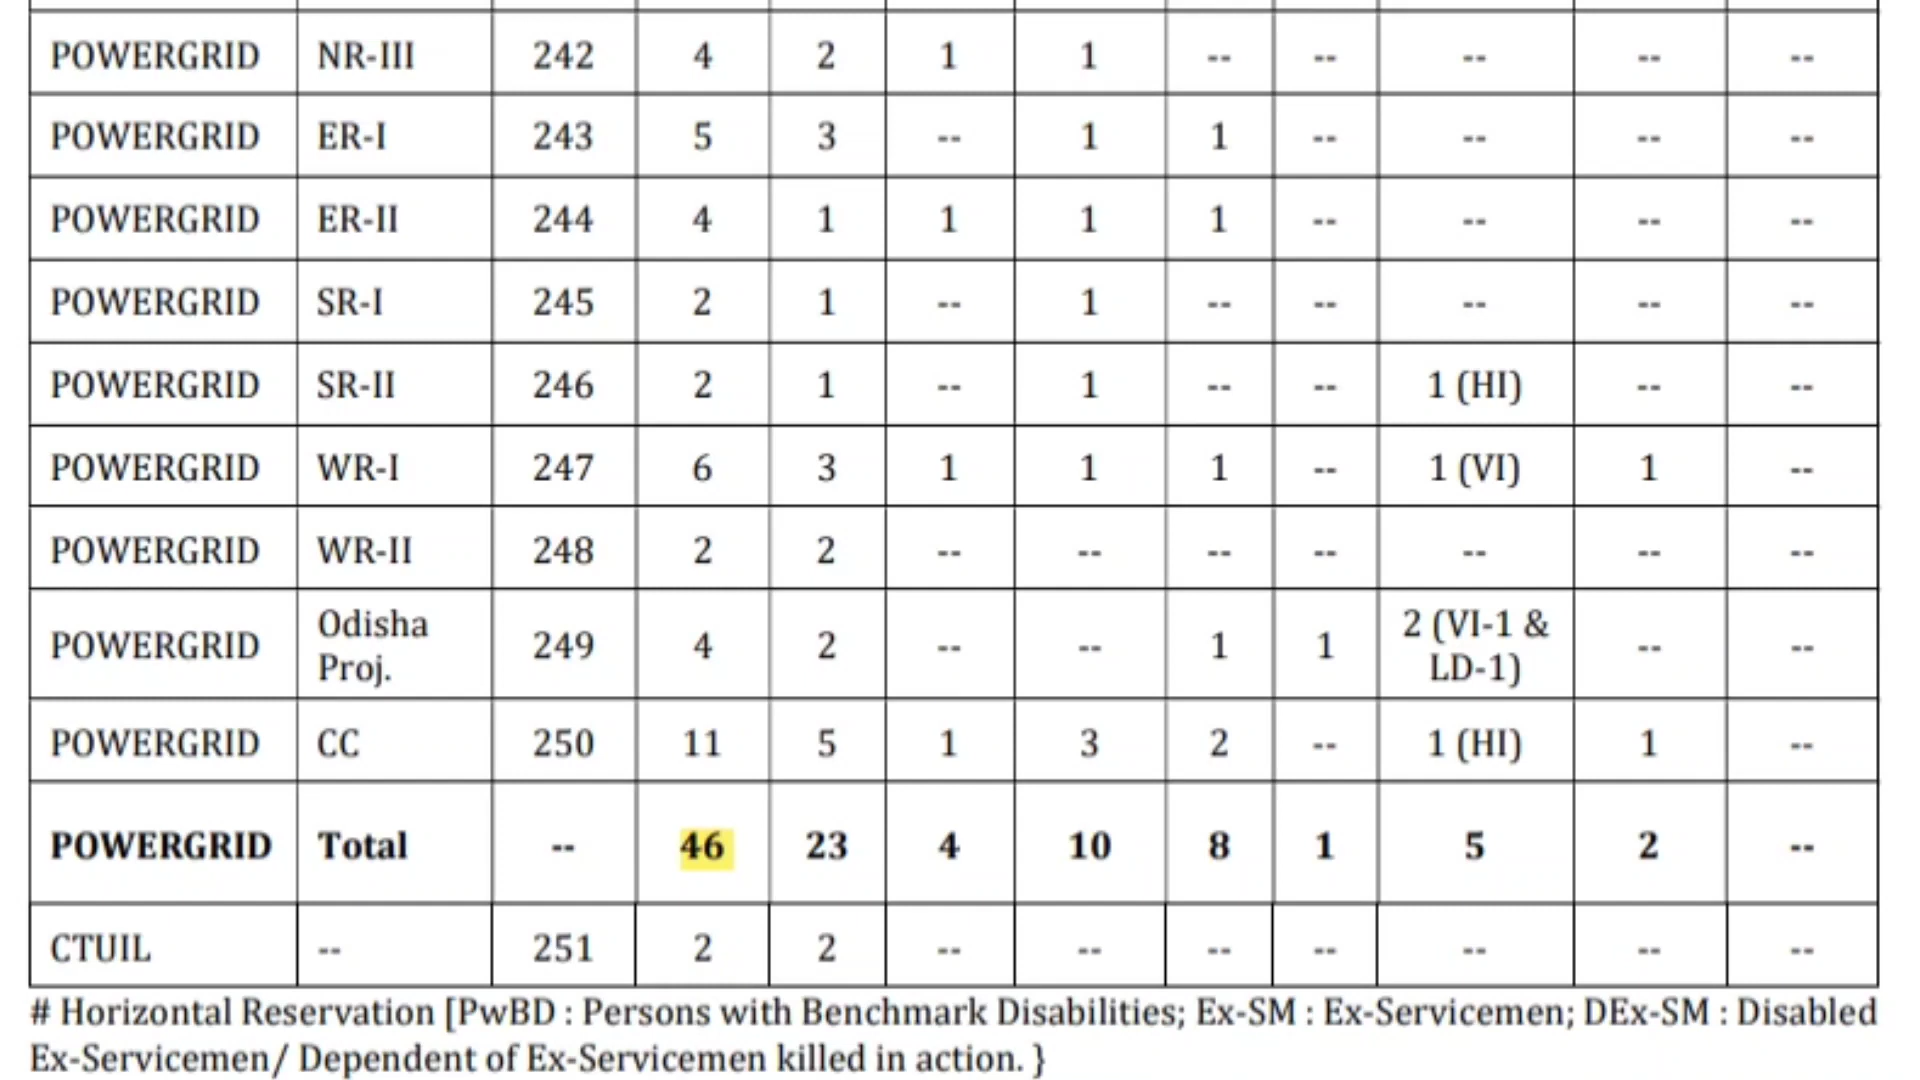 POWERGRID NR-III 242 4 2 1 1 -- -- -- -- --
POWERGRID ER-I 243 5 3 -- 1 1 -- -- -- --
POWERGRID ER-II 244 4 1 1 1 1 -- -- -- --
POWERGRID SR-I 245 2 1 -- 1 -- -- -- -- --
POWERGRID SR-II 246 2 1 -- 1 -- -- 1 (HI) -- --
POWERGRID WR-I 247 6 3 1 1 1 -- 1 (VI) 1 --
POWERGRID WR-II 248 2 2 -- -- -- -- -- -- --
POWERGRID Odisha Proj. 249 4 2 -- -- 1 1 2 (VI-1 & LD-1) -- --
POWERGRID CC 250 11 5 1 3 2 -- 1 (HI) 1 --
POWERGRID Total -- 46 23 4 10 8 1 5 2 --
CTUIL -- 251 2 2 -- -- -- -- -- -- --
# Horizontal Reservation [PwBD : Persons with Benchmark Disabilities; Ex-SM : Ex-Servicemen; DEx-SM : Disabled
Ex-Servicemen/ Dependent of Ex-Servicemen killed in action. }